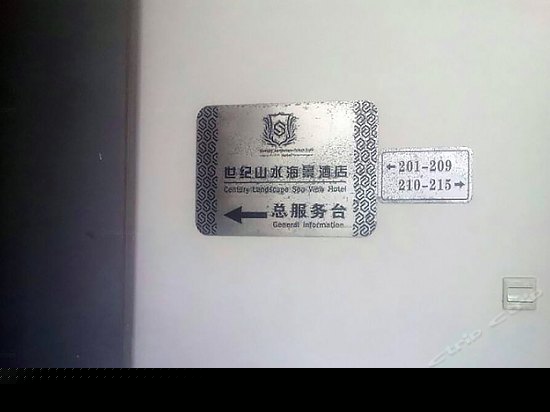 世纪山水海景酒店
Century Landscape Spa View Hotel
总服务台
General Information
←201-209
210-215→